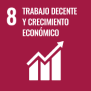 8 TRABAJO DECENTE
Y CRECIMIENTO
ECONÓMICO